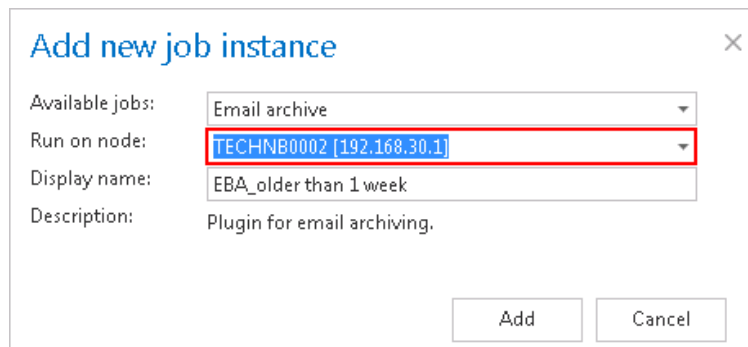 Add new job instance
Available jobs: Email archive
Run on node: TECHNB0002 [192.168.30.1]
Display name: EBA_older than 1 week
Description: Plugin for email archiving.
Add Cancel